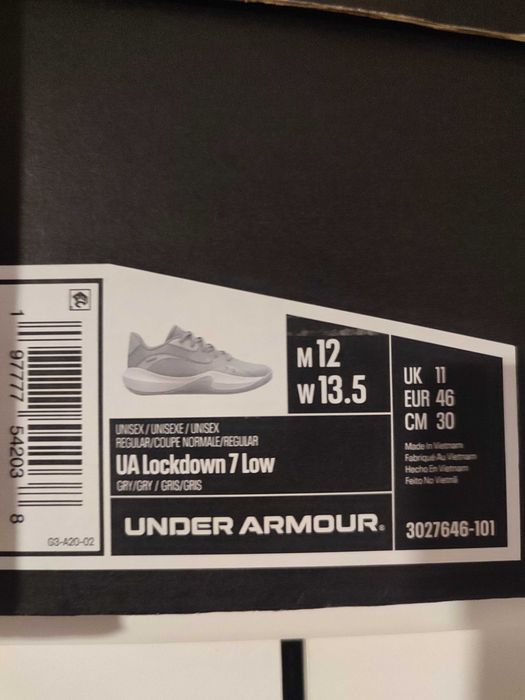 1 97777 54203 8
G3-A20-02
M 12
W 13.5
UK 11
EUR 46
CM 30
Made In Vietnam
Fabriqué Au Vietnam
Hecho En Vietnam
Feito No Vietnã
UNISEX / UNISEXE / UNISEX
REGULAR/COUPE NORMALE/REGULAR
UA Lockdown 7 Low
GRY/GRY / GRIS/GRIS
UNDER ARMOUR®
3027646-101